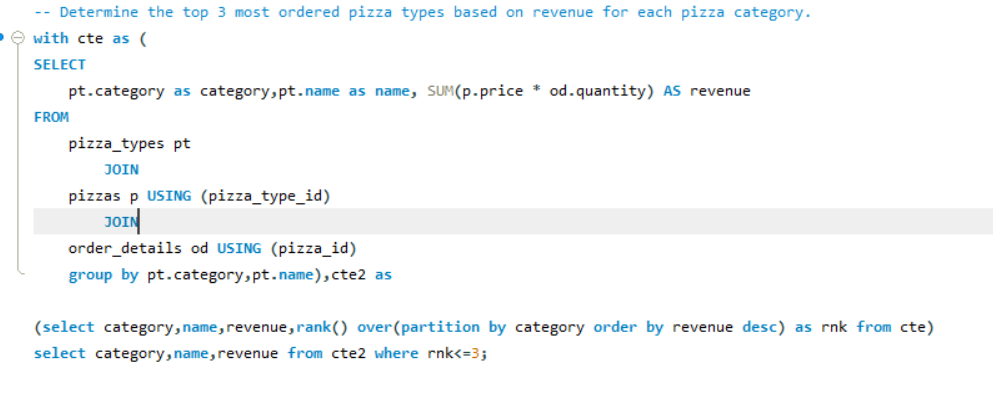 -- Determine the top 3 most ordered pizza types based on revenue for each pizza category.
with cte as (
SELECT
pt.category as category,pt.name as name, SUM(p.price * od.quantity) AS revenue
FROM
pizza_types pt
JOIN
pizzas p USING (pizza_type_id)
JOIN
order_details od USING (pizza_id)
group by pt.category,pt.name),cte2 as
(select category,name,revenue,rank() over(partition by category order by revenue desc) as rnk from cte)
select category,name,revenue from cte2 where rnk<=3;